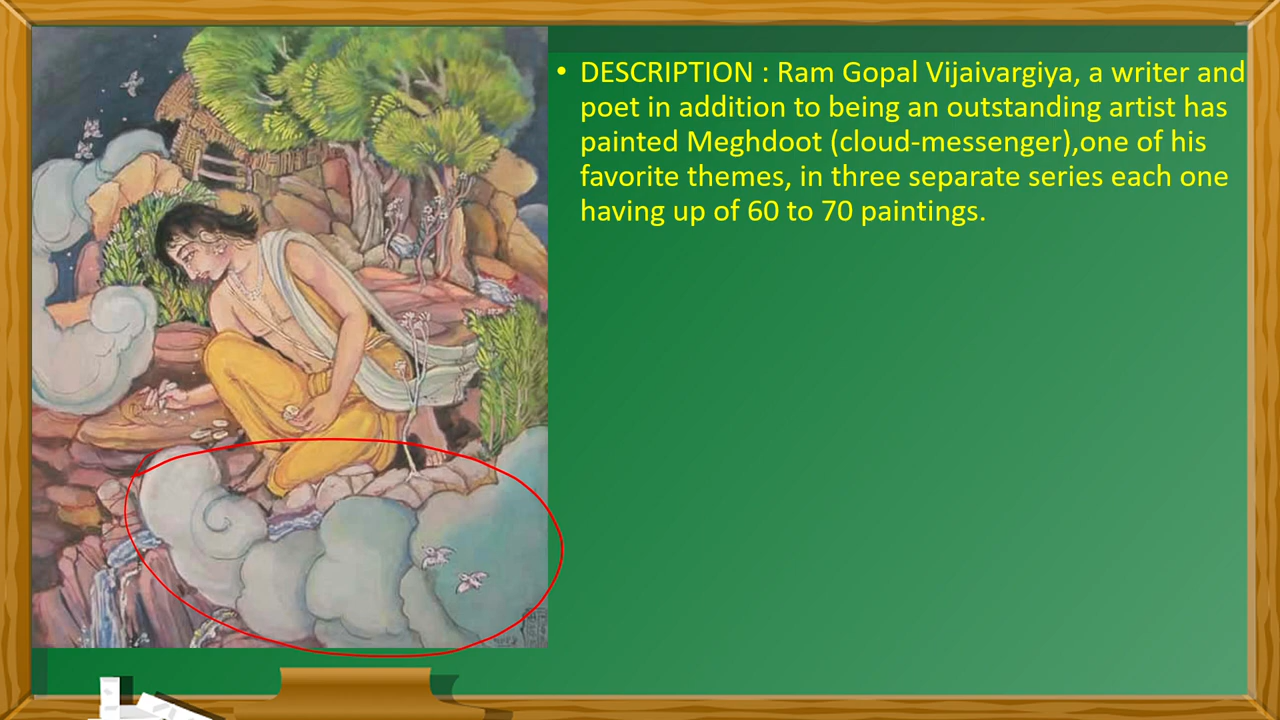 • DESCRIPTION : Ram Gopal Vijaivargiya, a writer and
poet in addition to being an outstanding artist has
painted Meghdoot (cloud-messenger),one of his
favorite themes, in three separate series each one
having up of 60 to 70 paintings.